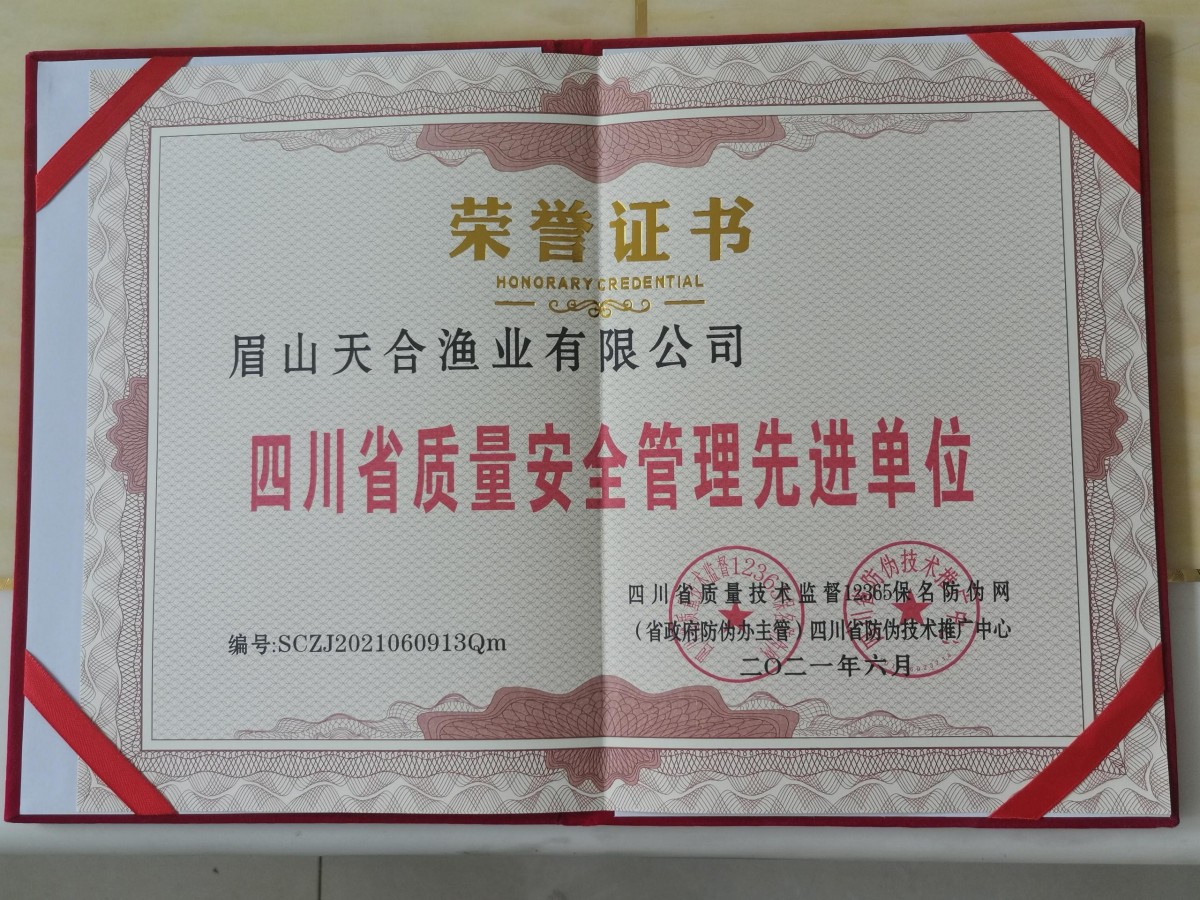 荣誉证书
HONORARY CREDENTIAL
眉山天合渔业有限公司
四川省质量安全管理先进单位
四川省质量技术监督12365保名防伪网
（省政府防伪办主管）四川省防伪技术推广中心
编号:SCZJ2021060913Qm
二〇二一年六月